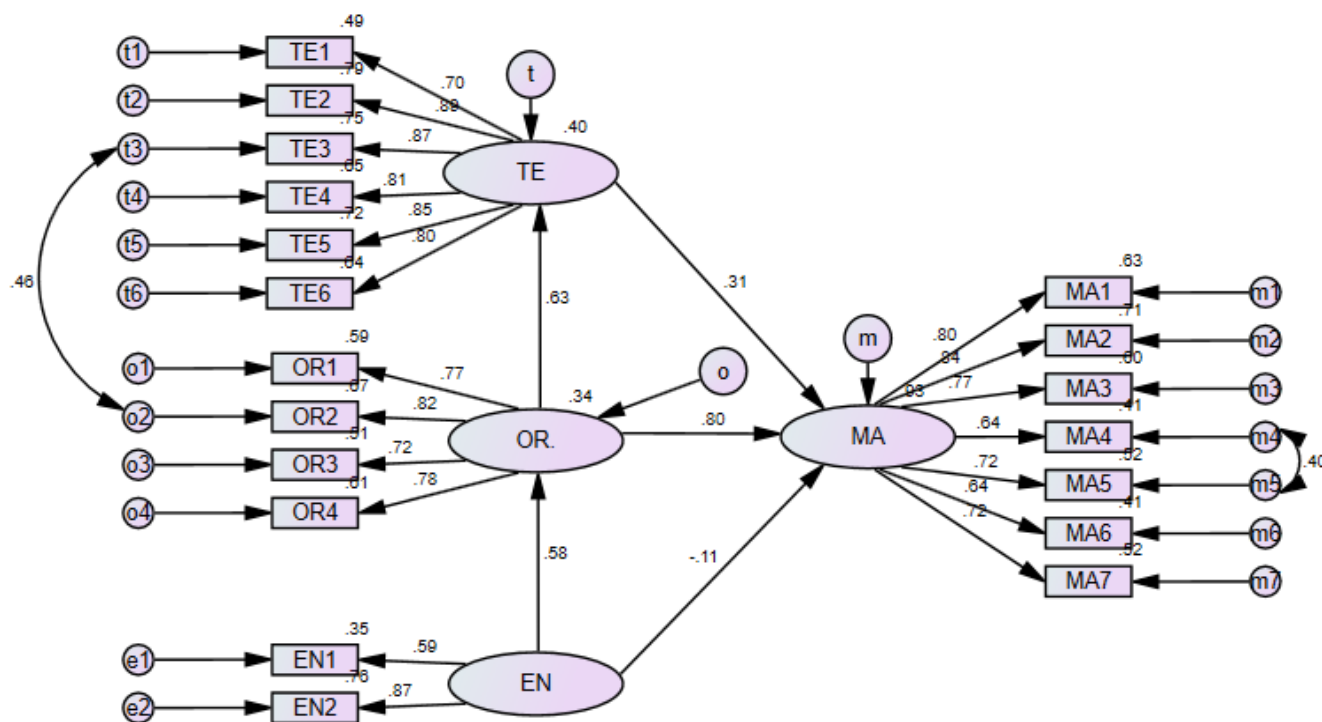 .49
t1 TE1
.79
t2 TE2
.75
t3 TE3
.65
t4 TE4
.72
t5 TE5
.64
t6 TE6
.70
.89
.87
.81
.85
.80
t
.40
TE
.46
.63
.31
.59
o1 OR1
.67
o2 OR2
.51
o3 OR3
.61
o4 OR4
.77
.82
.72
.78
o
.34
OR.
.80
m
.93
MA
.80
.84
.77
.64
.72
.64
.72
.63
MA1 m1
.71
MA2 m2
.60
MA3 m3
.41
MA4 m4
.52
MA5 m5
.41
MA6 m6
.52
MA7 m7
.40
.58
-.11
.35
e1 EN1
.76
e2 EN2
.59
.87
EN